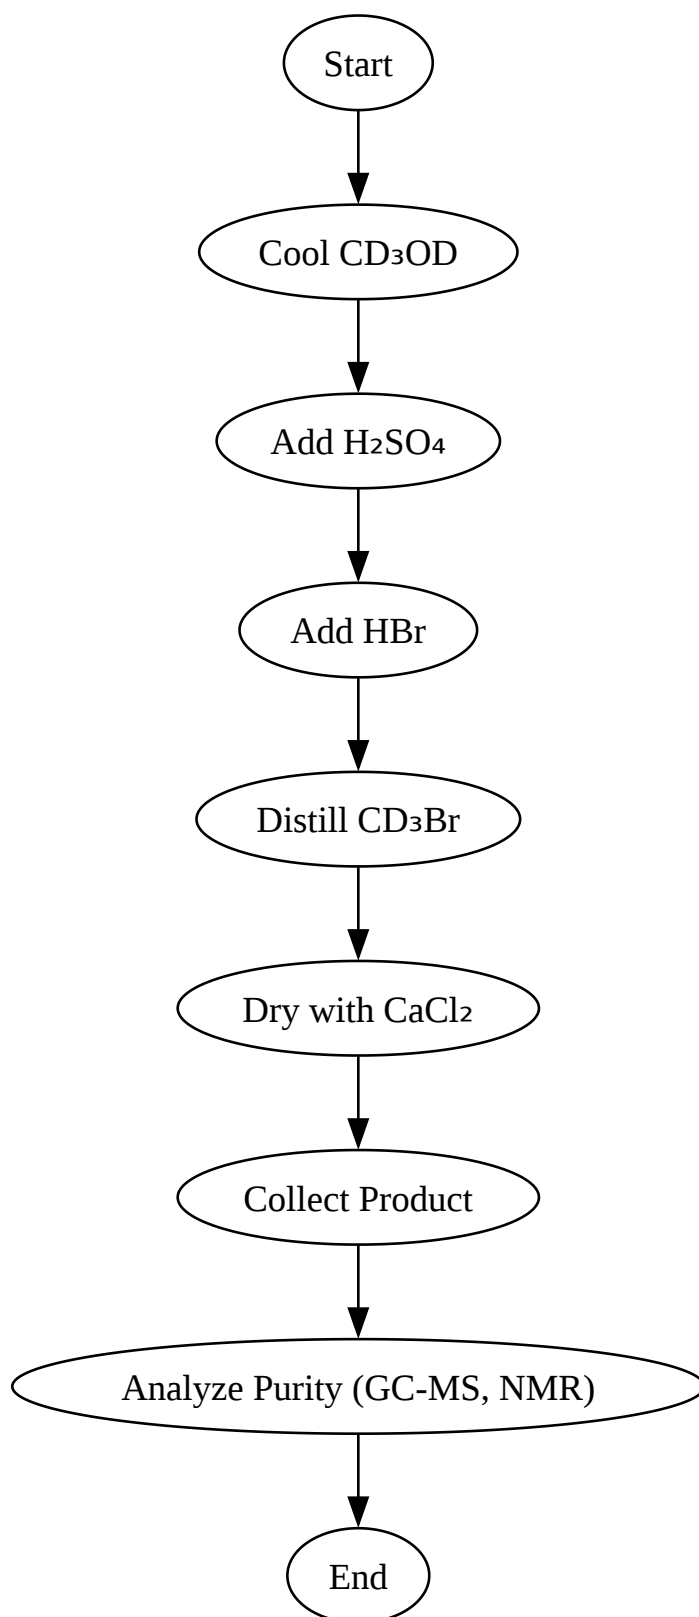 Start
Cool CD₃OD
Add H₂SO₄
Add HBr
Distill CD₃Br
Dry with CaCl₂
Collect Product
Analyze Purity (GC-MS, NMR)
End